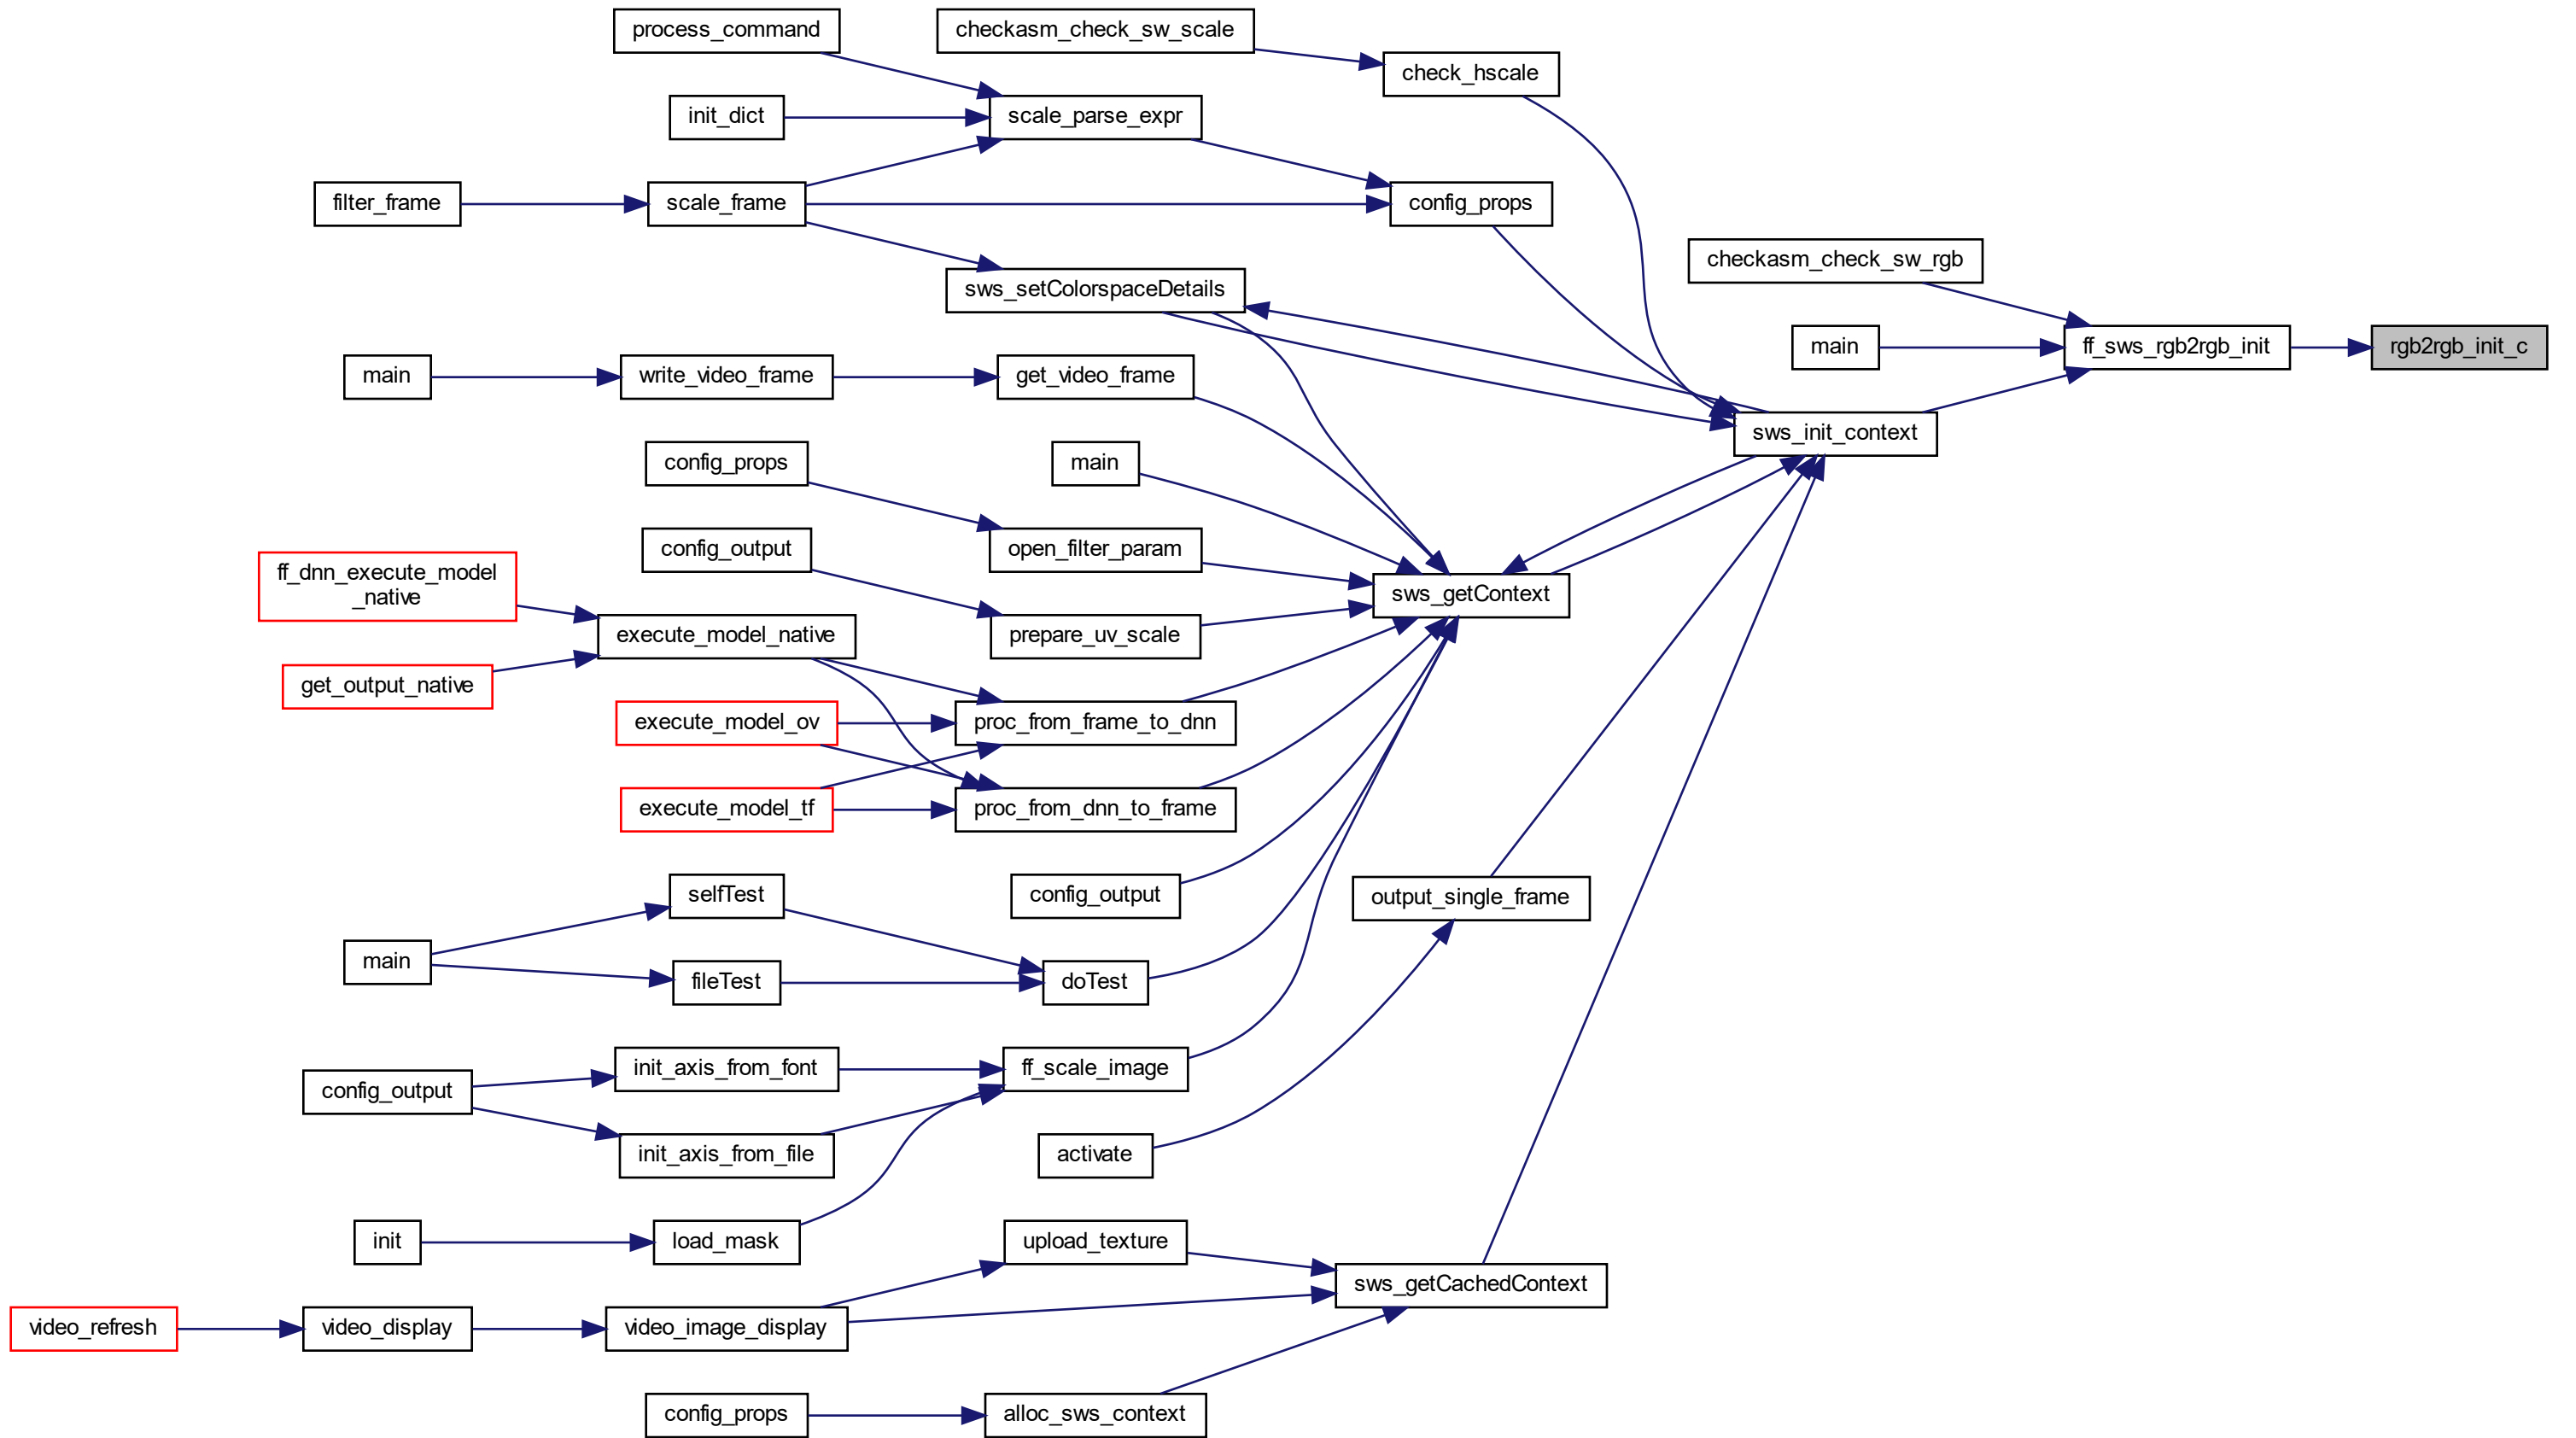 process_command
checkasm_check_sw_scale
check_hscale
init_dict
scale_parse_expr
filter_frame
scale_frame
config_props
checkasm_check_sw_rgb
sws_setColorspaceDetails
main
ff_sws_rgb2rgb_init
rgb2rgb_init_c
main
write_video_frame
get_video_frame
sws_init_context
config_props
main
config_output
open_filter_param
ff_dnn_execute_model
_native
sws_getContext
execute_model_native
prepare_uv_scale
get_output_native
execute_model_ov
proc_from_frame_to_dnn
execute_model_tf
proc_from_dnn_to_frame
selfTest
config_output
output_single_frame
main
fileTest
doTest
init_axis_from_font
ff_scale_image
config_output
init_axis_from_file
activate
init
load_mask
upload_texture
sws_getCachedContext
video_refresh
video_display
video_image_display
config_props
alloc_sws_context